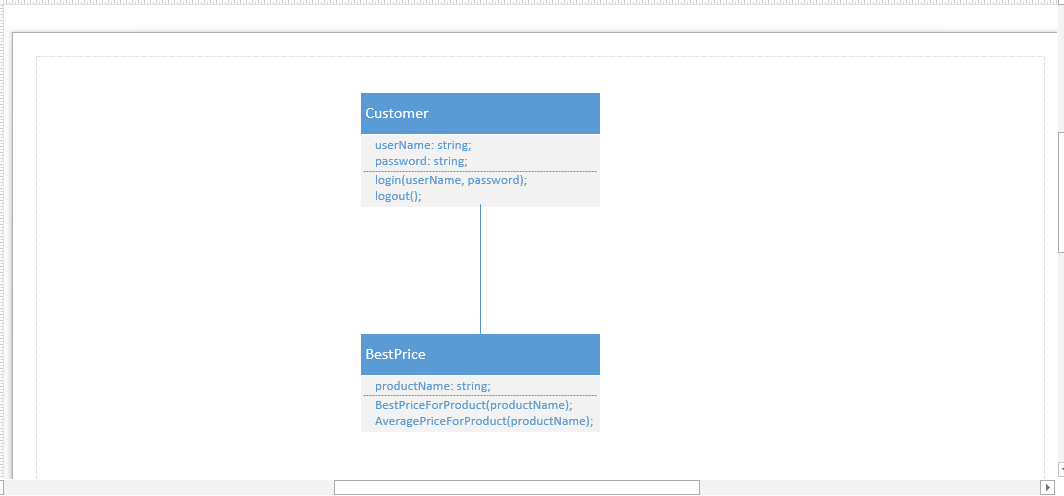 Customer
userName: string;
password: string;
login(userName, password);
logout();
BestPrice
productName: string;
BestPriceForProduct(productName);
AveragePriceForProduct(productName);